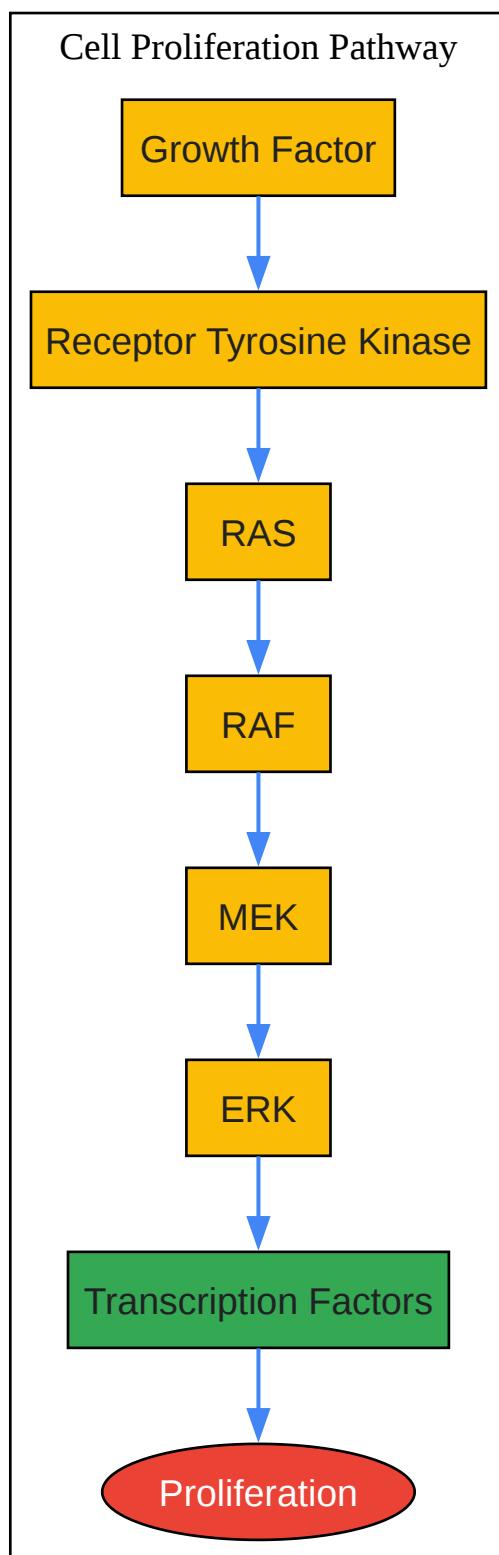 Cell Proliferation Pathway
Growth Factor
Receptor Tyrosine Kinase
RAS
RAF
MEK
ERK
Transcription Factors
Proliferation